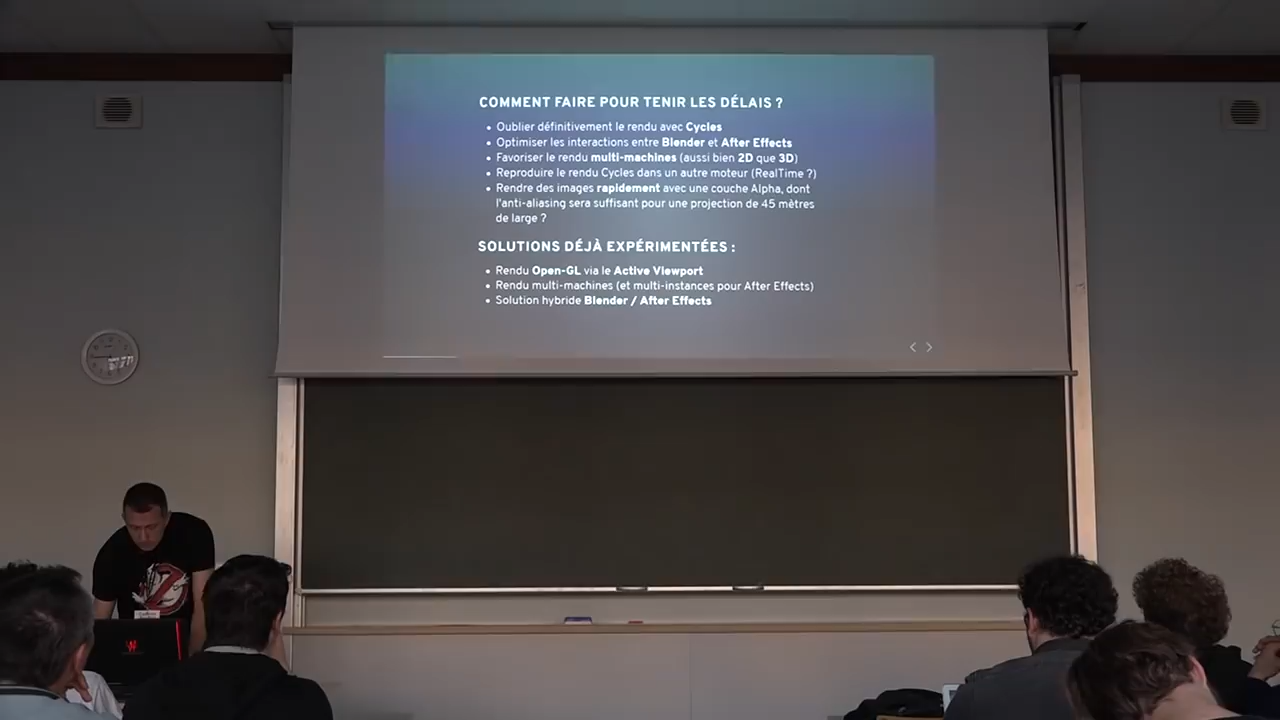 COMMENT FAIRE POUR TENIR LES DÉLAIS ?
• Oublier définitivement le rendu avec Cycles
• Optimiser les interactions entre Blender et After Effects
• Favoriser le rendu multi-machines (aussi bien 2D que 3D)
• Reproduire le rendu Cycles dans un autre moteur (RealTime ?)
• Rendre des images rapidement avec une couche Alpha, dont
l'anti-aliasing sera suffisant pour une projection de 45 mètres
de large ?
SOLUTIONS DÉJÀ EXPÉRIMENTÉES :
• Rendu Open-GL via le Active Viewport
• Rendu multi-machines (et multi-instances pour After Effects)
• Solution hybride Blender / After Effects